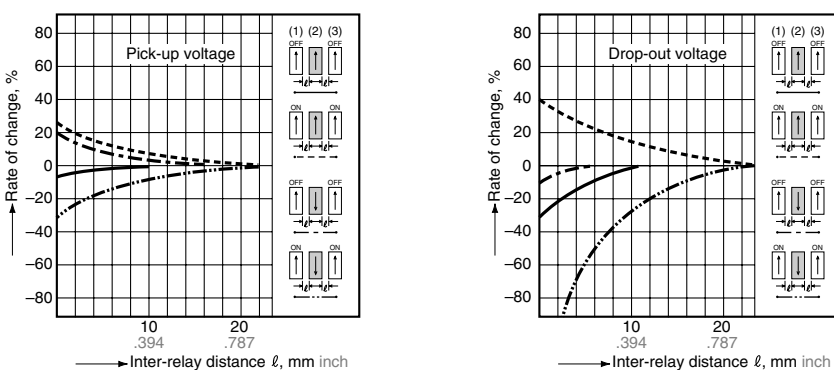 Pick-up voltage
Rate of change, %
80
60
40
20
0
–20
–40
–60
–80
10
20
.394
.787
Inter-relay distance ℓ, mm inch
(1) (2) (3)
OFF OFF
ℓ ℓ
ON ON
ℓ ℓ
OFF OFF
ℓ ℓ
ON ON
ℓ ℓ
Drop-out voltage
Rate of change, %
80
60
40
20
0
–20
–40
–60
–80
10
20
.394
.787
Inter-relay distance ℓ, mm inch
(1) (2) (3)
OFF OFF
ℓ ℓ
ON ON
ℓ ℓ
OFF OFF
ℓ ℓ
ON ON
ℓ ℓ